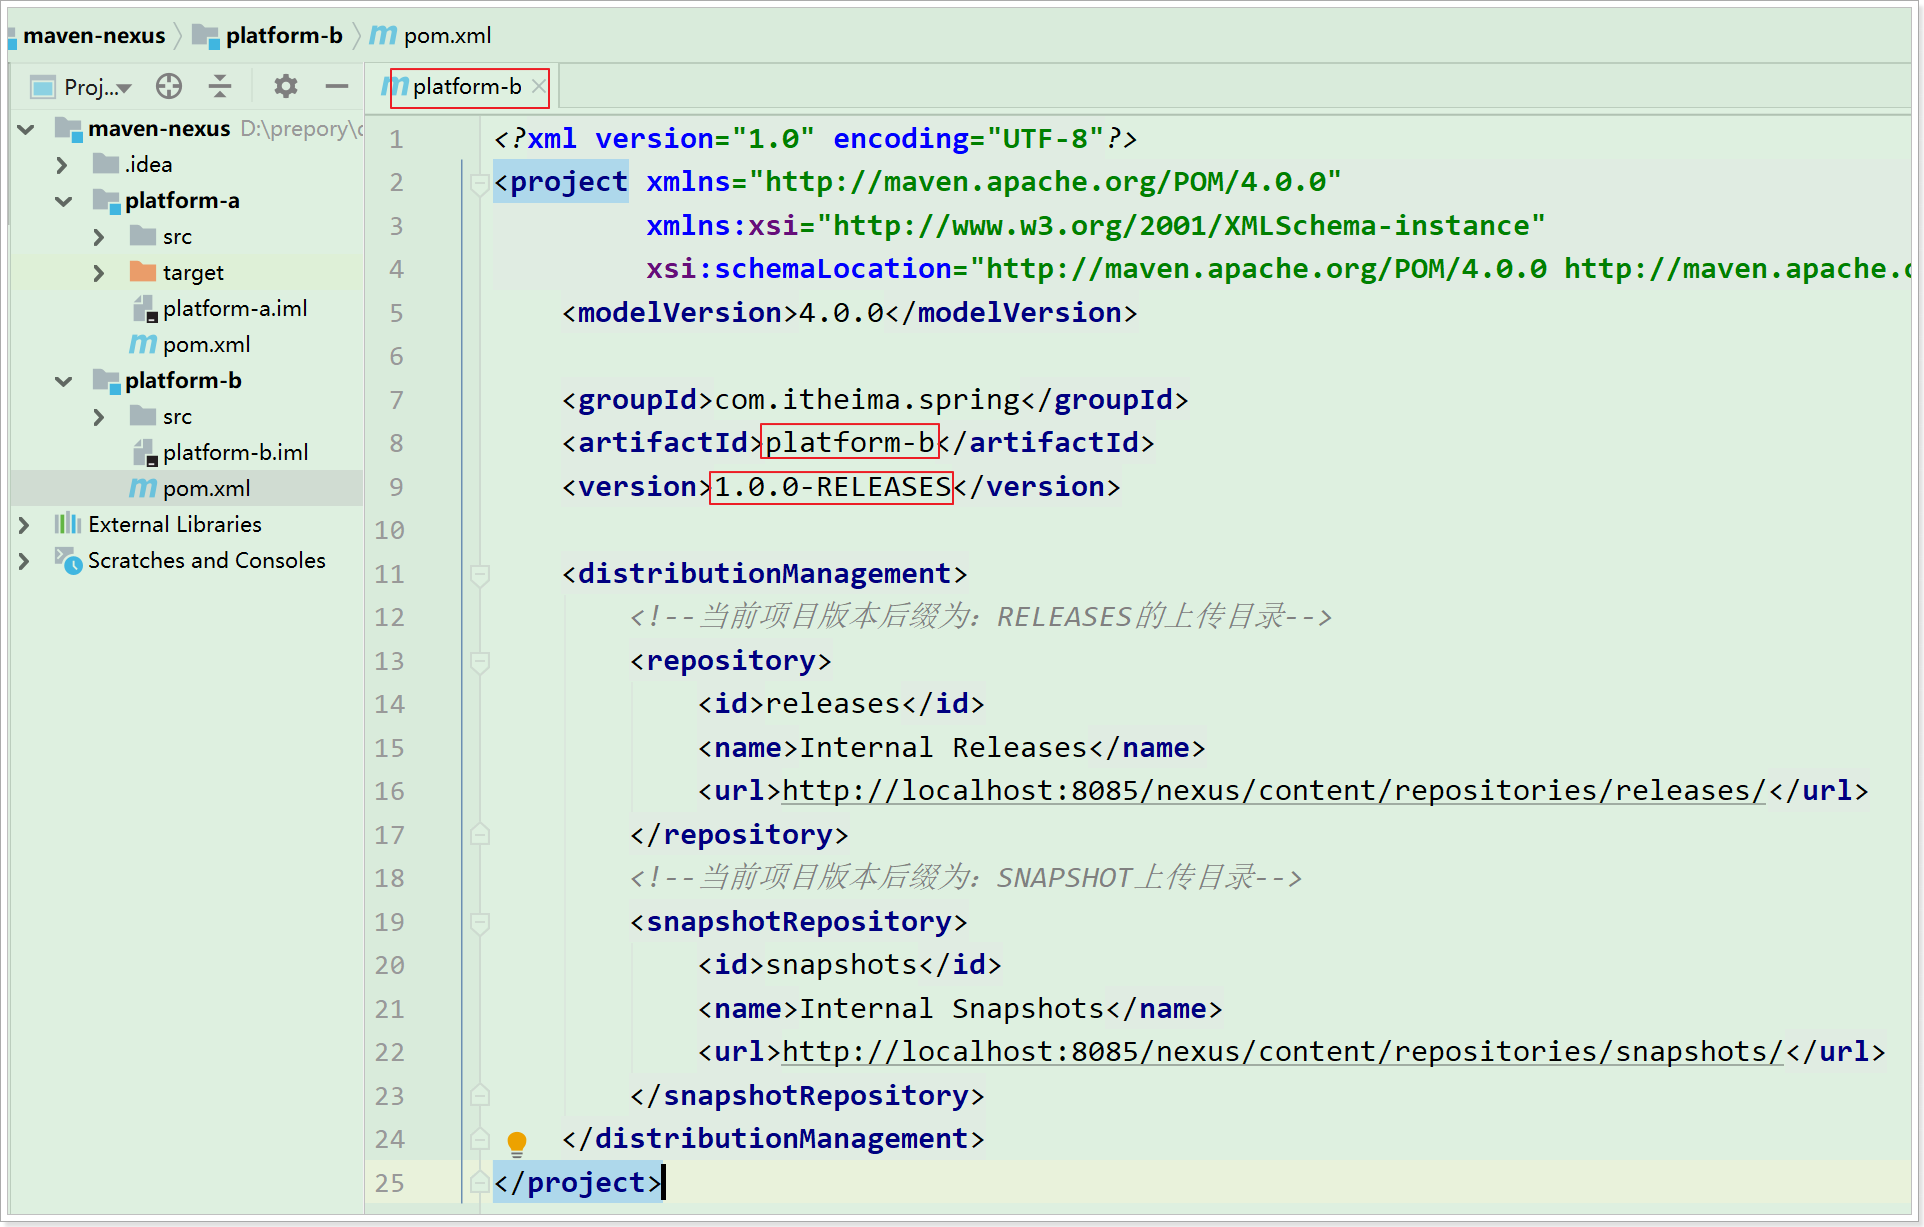 maven-nexus platform-b pom.xml
Proj...
platform-b
maven-nexus D:\prepory\
.idea
platform-a
src
target
platform-a.iml
pom.xml
platform-b
src
platform-b.iml
pom.xml
External Libraries
Scratches and Consoles
1 <?xml version="1.0" encoding="UTF-8"?>
2 <project xmlns="http://maven.apache.org/POM/4.0.0"
3 xmlns:xsi="http://www.w3.org/2001/XMLSchema-instance"
4 xsi:schemaLocation="http://maven.apache.org/POM/4.0.0 http://maven.apache.
5 <modelVersion>4.0.0</modelVersion>
6
7 <groupId>com.itheima.spring</groupId>
8 <artifactId>platform-b</artifactId>
9 <version>1.0.0-RELEASES</version>
10
11 <distributionManagement>
12 <!--当前项目版本后缀为：RELEASES的上传目录-->
13 <repository>
14 <id>releases</id>
15 <name>Internal Releases</name>
16 <url>http://localhost:8085/nexus/content/repositories/releases/</url>
17 </repository>
18 <!--当前项目版本后缀为：SNAPSHOT上传目录-->
19 <snapshotRepository>
20 <id>snapshots</id>
21 <name>Internal Snapshots</name>
22 <url>http://localhost:8085/nexus/content/repositories/snapshots/</url>
23 </snapshotRepository>
24 </distributionManagement>
25 </project>